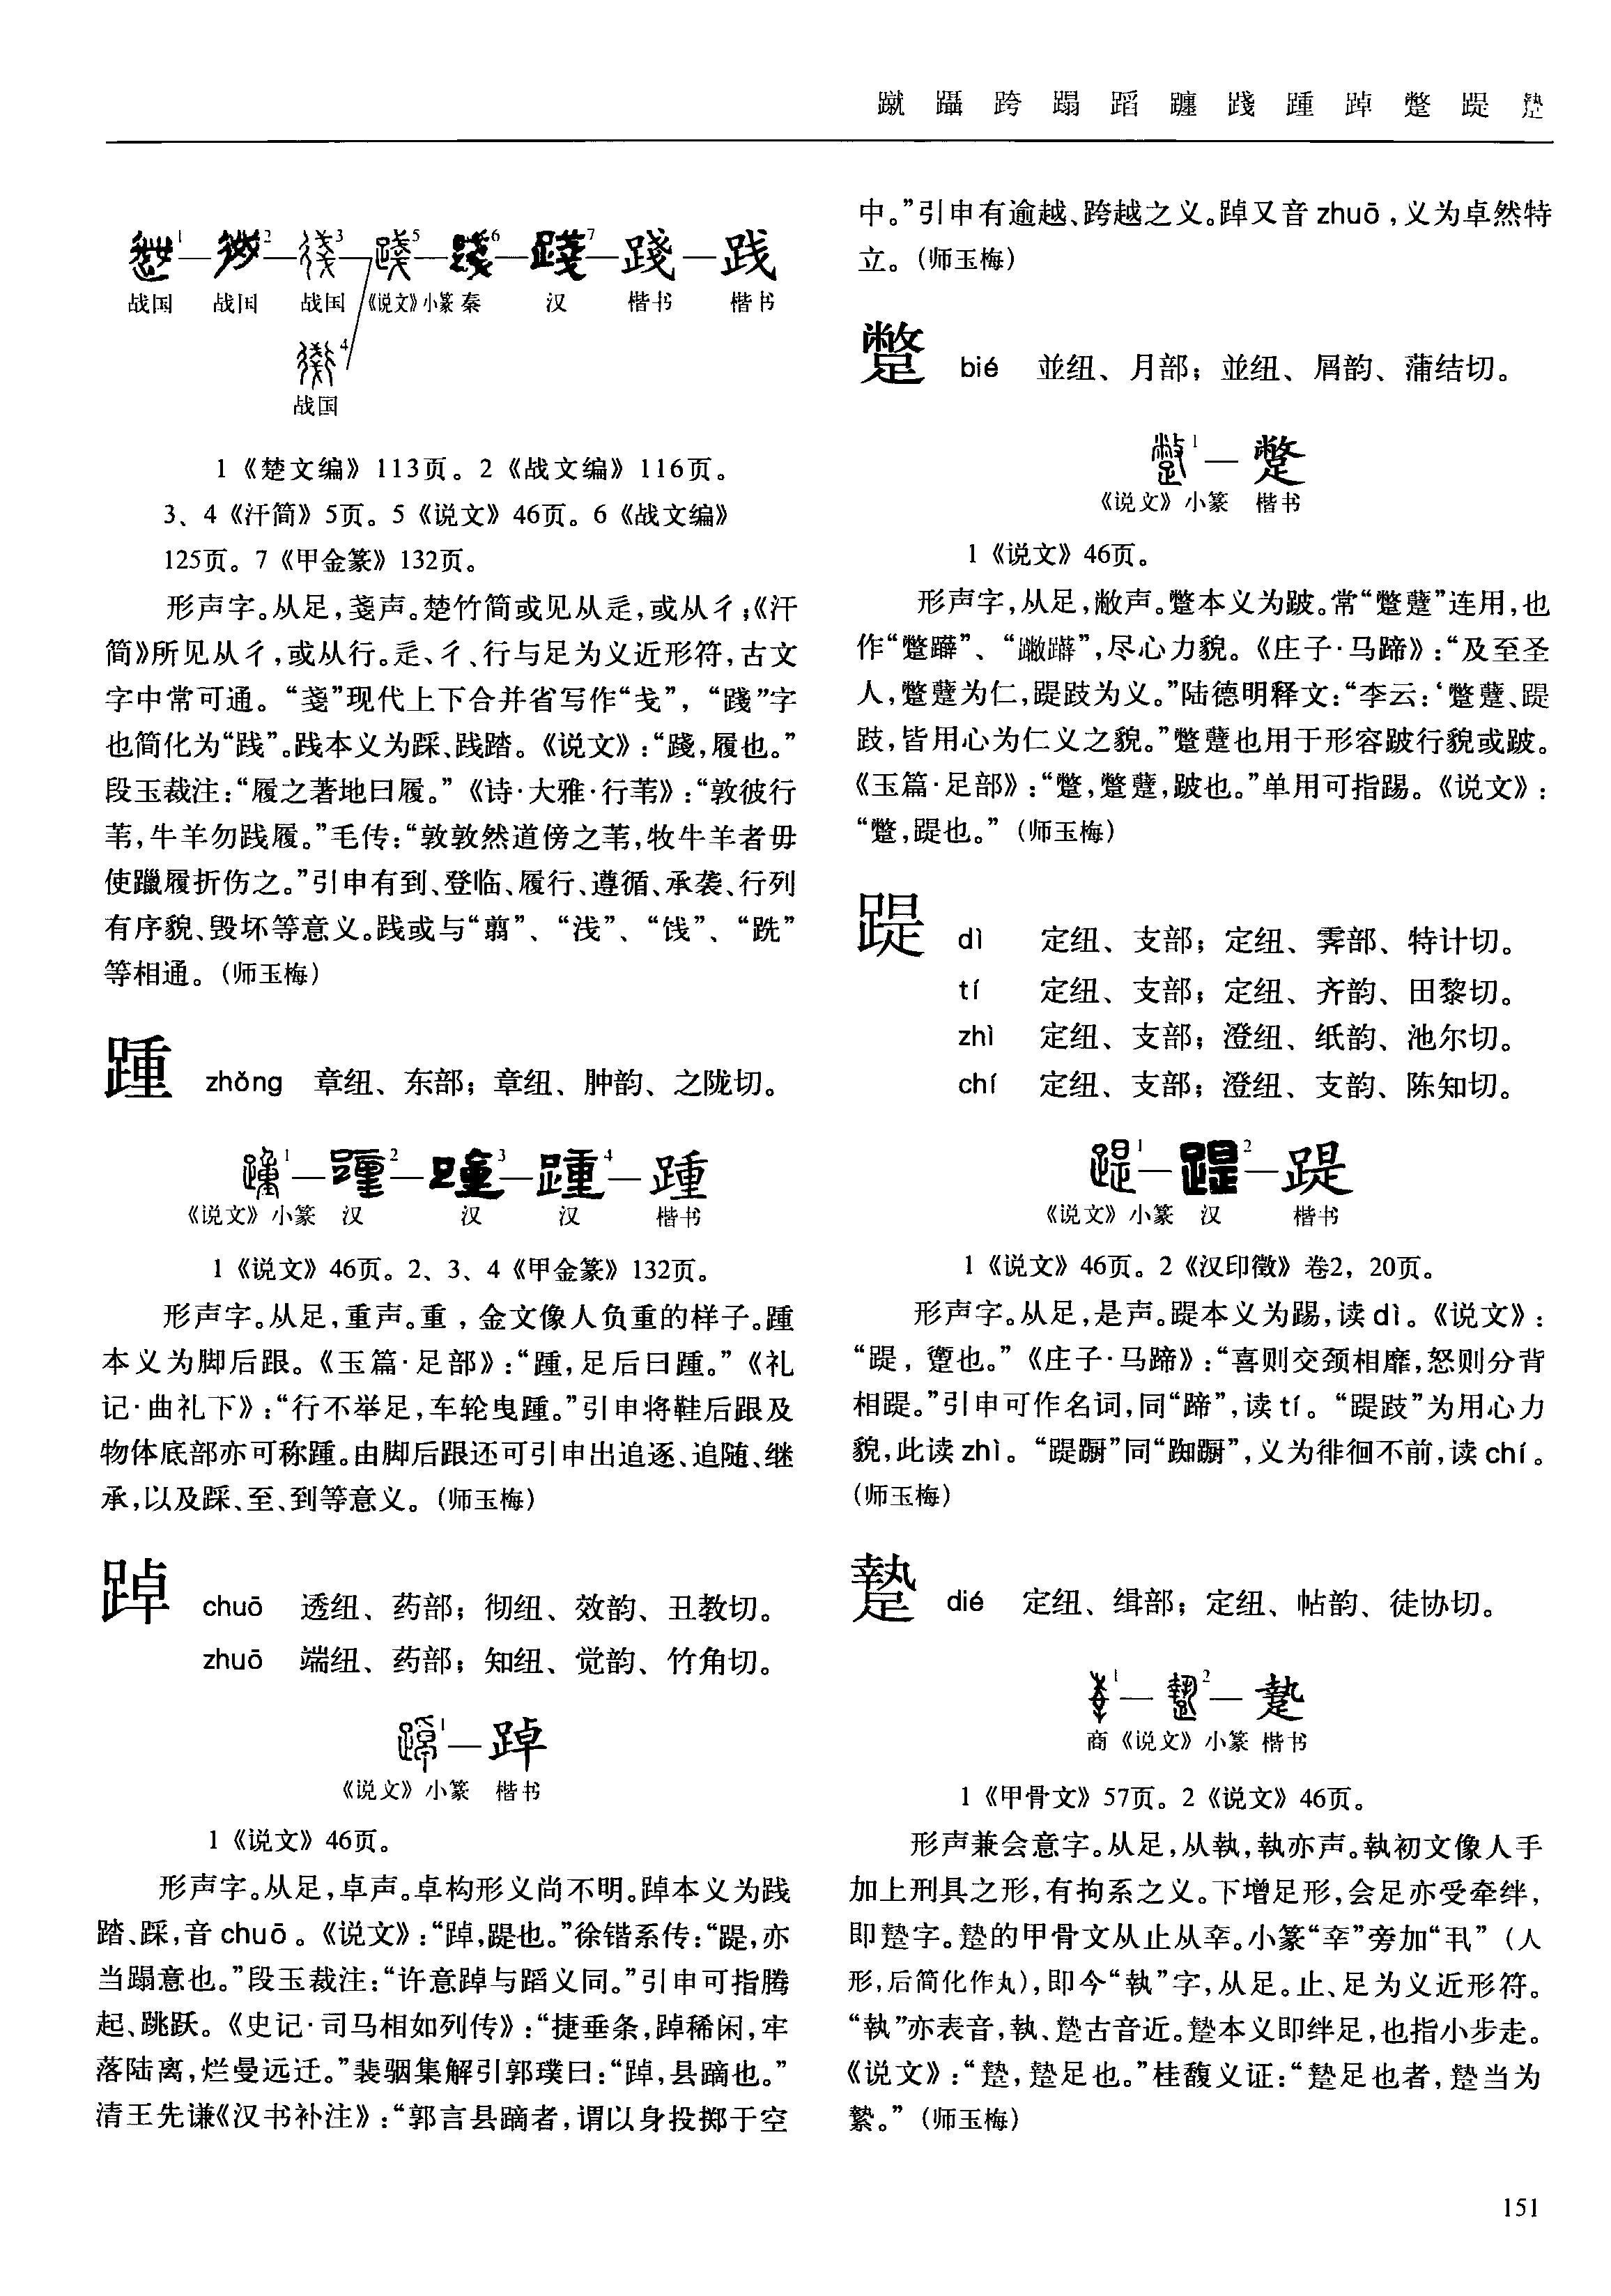 蹴 躡 跨 蹋 蹈 躔 踐 踵 踔 蹩 踶 𨆝
1 2 3 5 6 7 踐 践
战国 战国 战国 《说文》小篆 秦 汉 楷书 楷书
4
战国
1《楚文编》113页。2《战文编》116页。
3、4《汗简》5页。5《说文》46页。6《战文编》
125页。7《甲金篆》132页。
形声字。从足，戔声。楚竹简或见从辵，或从彳；《汗
简》所见从彳，或从行。辵、彳、行与足为义近形符，古文
字中常可通。“戔”现代上下合并省写作“戋”，“踐”字
也简化为“践”。践本义为踩、践踏。《说文》：“踐，履也。”
段玉裁注：“履之著地曰履。”《诗·大雅·行苇》：“敦彼行
苇，牛羊勿践履。”毛传：“敦敦然道傍之苇，牧牛羊者毋
使躐履折伤之。”引申有到、登临、履行、遵循、承袭、行列
有序貌、毁坏等意义。践或与“翦”、“浅”、“饯”、“跣”
等相通。（师玉梅）
踵 zhǒng 章纽、东部；章纽、肿韵、之陇切。
1 2 3 4 踵
《说文》小篆 汉 汉 汉 楷书
1《说文》46页。2、3、4《甲金篆》132页。
形声字。从足，重声。重，金文像人负重的样子。踵
本义为脚后跟。《玉篇·足部》：“踵，足后曰踵。”《礼
记·曲礼下》：“行不举足，车轮曳踵。”引申将鞋后跟及
物体底部亦可称踵。由脚后跟还可引申出追逐、追随、继
承，以及踩、至、到等意义。（师玉梅）
踔 chuō 透纽、药部；彻纽、效韵、丑教切。
zhuō 端纽、药部；知纽、觉韵、竹角切。
1 踔
《说文》小篆 楷书
1《说文》46页。
形声字。从足，卓声。卓构形义尚不明。踔本义为践
踏、踩，音chuō。《说文》：“踔，踶也。”徐锴系传：“踶，亦
当蹋意也。”段玉裁注：“许意踔与蹈义同。”引申可指腾
起、跳跃。《史记·司马相如列传》：“捷垂条，踔稀闲，牢
落陆离，烂曼远迁。”裴骃集解引郭璞曰：“踔，县蹢也。”
清王先谦《汉书补注》：“郭言县蹢者，谓以身投掷于空
中。”引申有逾越、跨越之义。踔又音zhuō，义为卓然特
立。（师玉梅）
蹩 bié 並纽、月部；並纽、屑韵、蒲结切。
1 蹩
《说文》小篆 楷书
1《说文》46页。
形声字，从足，敝声。蹩本义为跛。常“蹩躠”连用，也
作“蹩躃”、“蹾躃”，尽心力貌。《庄子·马蹄》：“及至圣
人，蹩躠为仁，踶跂为义。”陆德明释文：“李云：‘蹩躠、踶
跂，皆用心为仁义之貌。”蹩躠也用于形容跛行貌或跛。
《玉篇·足部》：“蹩，蹩躠，跛也。”单用可指踢。《说文》：
“蹩，踶也。”（师玉梅）
踶 dì 定纽、支部；定纽、霁部、特计切。
tí 定纽、支部；定纽、齐韵、田黎切。
zhì 定纽、支部；澄纽、纸韵、池尔切。
chí 定纽、支部；澄纽、支韵、陈知切。
1 2 踶
《说文》小篆 汉 楷书
1《说文》46页。2《汉印徵》卷2，20页。
形声字。从足，是声。踶本义为踢，读dì。《说文》：
“踶，躗也。”《庄子·马蹄》：“喜则交颈相靡，怒则分背
相踶。”引申可作名词，同“蹄”，读tí。“踶跂”为用心力
貌，此读zhì。“踶蹰”同“踟蹰”，义为徘徊不前，读chí。
（师玉梅）
𨆝 dié 定纽、缉部；定纽、帖韵、徒协切。
1 2 𨆝
商 《说文》小篆 楷书
1《甲骨文》57页。2《说文》46页。
形声兼会意字。从足，从執，執亦声。執初文像人手
加上刑具之形，有拘系之义。下增足形，会足亦受牵绊，
即𨆝字。𨆝的甲骨文从止从㚔。小篆“㚔”旁加“丮”（人
形，后简化作丸），即今“執”字，从足。止、足为义近形符。
“執”亦表音，執、𨆝古音近。𨆝本义即绊足，也指小步走。
《说文》：“𨆝，𨆝足也。”桂馥义证：“𨆝足也者，𨆝当为
縶。”（师玉梅）
151